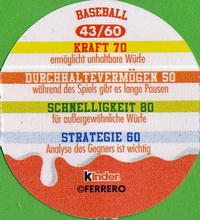 BASEBALL
43/60
KRAFT 70
ermöglicht unhaltbare Würfe
DURCHHALTEVERMÖGEN 50
während des Spiels gibt es lange Pausen
SCHNELLIGKEIT 80
für außergewöhnliche Würfe
STRATEGIE 60
Analyse des Gegners ist wichtig
kinder
©FERRERO